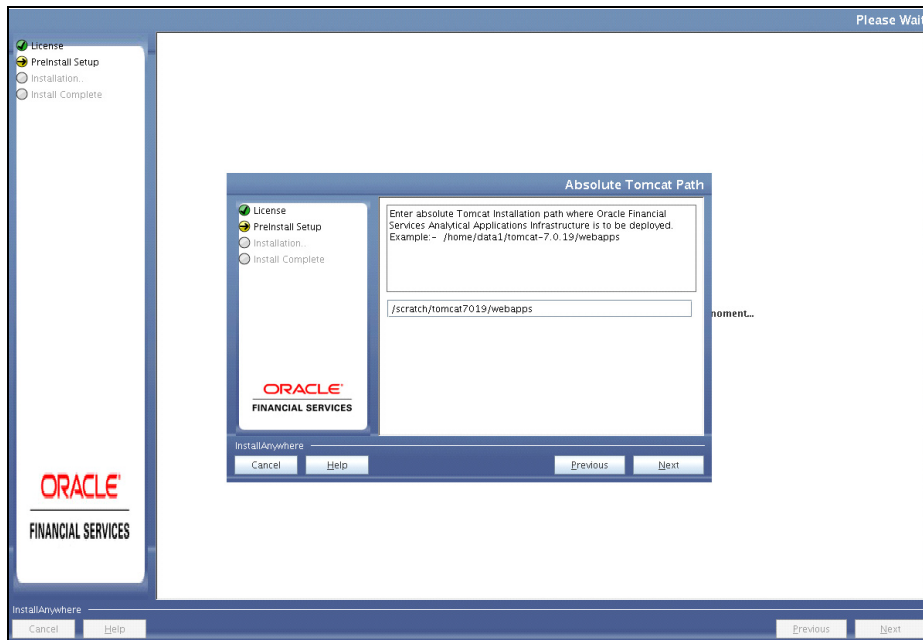 Please Wait
License
PreInstall Setup
Installation..
Install Complete
Absolute Tomcat Path
License
PreInstall Setup
Installation..
Install Complete
Enter absolute Tomcat Installation path where Oracle Financial
Services Analytical Applications Infrastructure is to be deployed.
Example:- /home/data1/tomcat-7.0.19/webapps
/scratch/tomcat7019/webapps
moment...
ORACLE
FINANCIAL SERVICES
InstallAnywhere
Cancel Help Previous Next
ORACLE
FINANCIAL SERVICES
InstallAnywhere
Cancel Help Previous Next